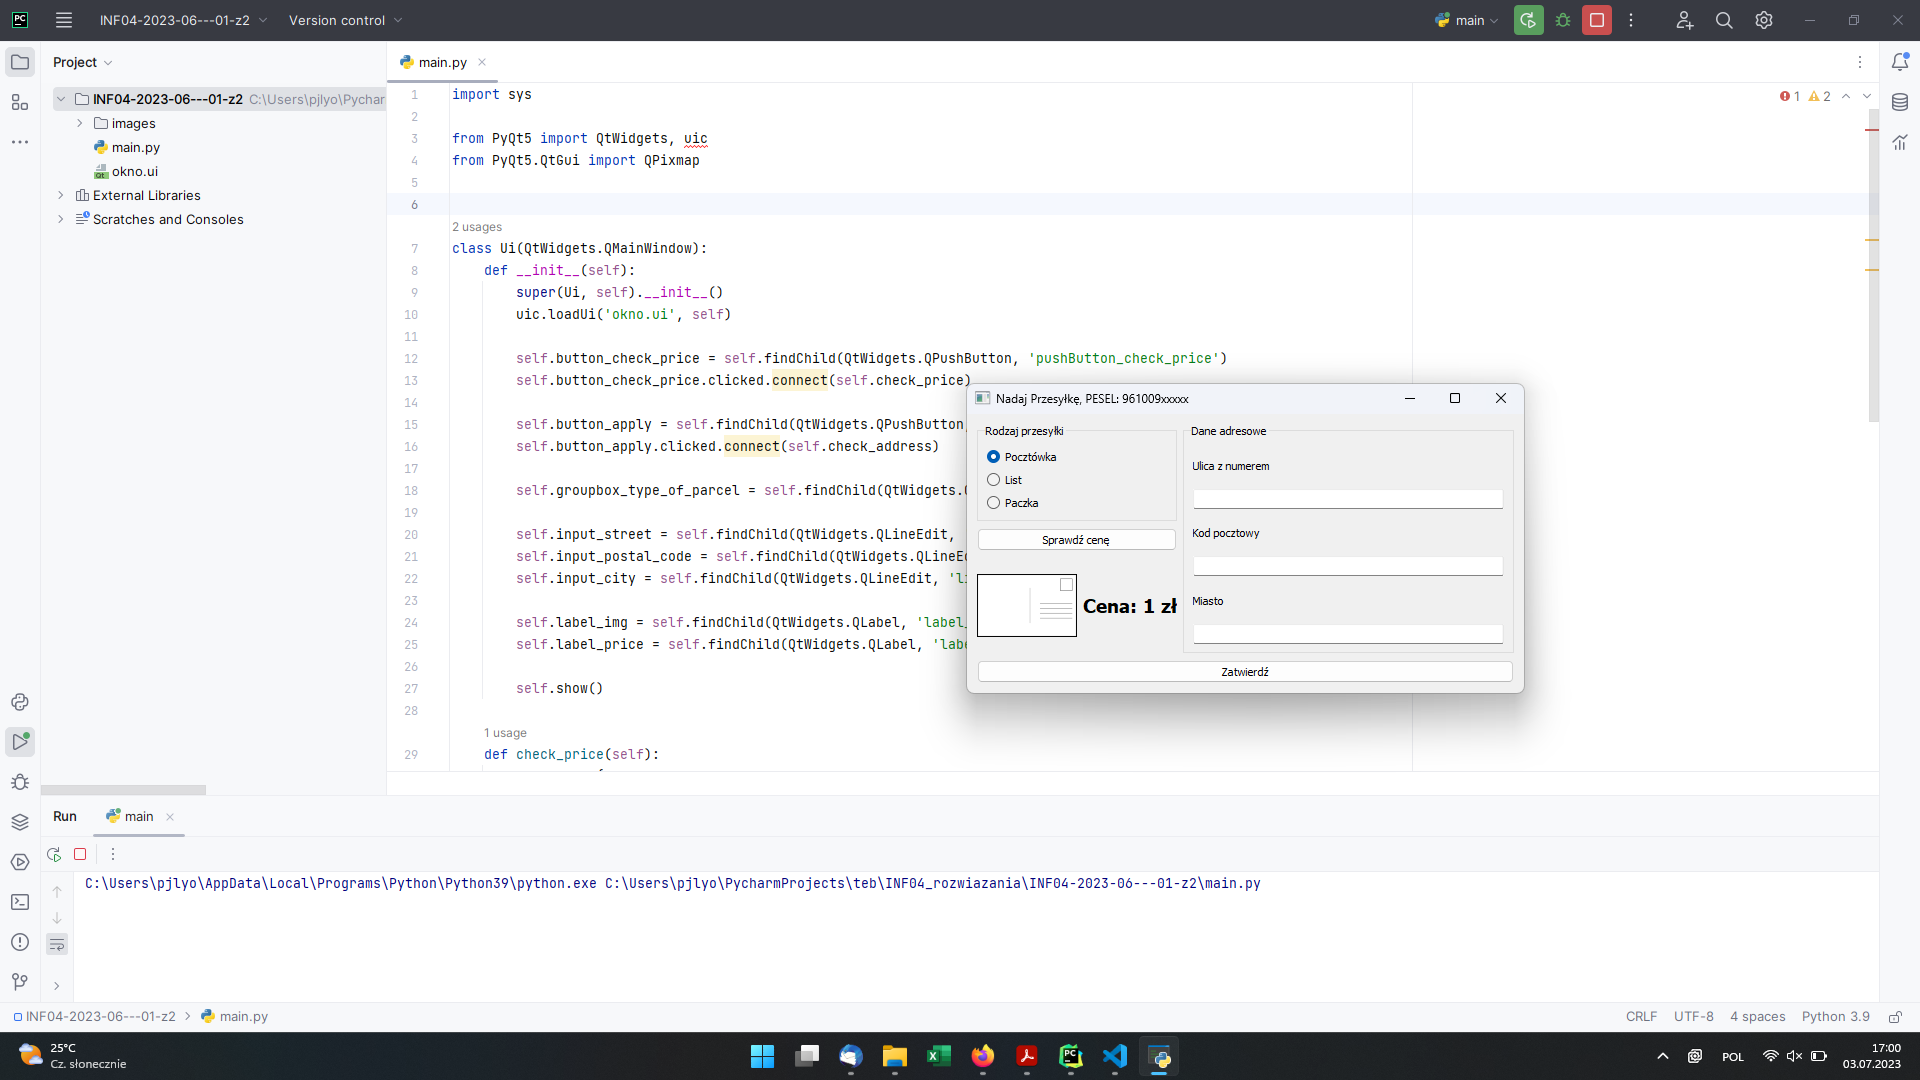 PC INF04-2023-06---01-z2 Version control main
Project
INF04-2023-06---01-z2 C:\Users\pjlyo\Pychar
images
main.py
okno.ui
External Libraries
Scratches and Consoles
main.py
1 2
1 import sys
2
3 from PyQt5 import QtWidgets, uic
4 from PyQt5.QtGui import QPixmap
5
6
2 usages
7 class Ui(QtWidgets.QMainWindow):
8 def __init__(self):
9 super(Ui, self).__init__()
10 uic.loadUi('okno.ui', self)
11
12 self.button_check_price = self.findChild(QtWidgets.QPushButton, 'pushButton_check_price')
13 self.button_check_price.clicked.connect(self.check_price)
14
15 self.button_apply = self.findChild(QtWidgets.QPushButton,
16 self.button_apply.clicked.connect(self.check_address)
17
18 self.groupbox_type_of_parcel = self.findChild(QtWidgets.
19
20 self.input_street = self.findChild(QtWidgets.QLineEdit,
21 self.input_postal_code = self.findChild(QtWidgets.QLineE
22 self.input_city = self.findChild(QtWidgets.QLineEdit, 'l
23
24 self.label_img = self.findChild(QtWidgets.QLabel, 'label
25 self.label_price = self.findChild(QtWidgets.QLabel, 'lab
26
27 self.show()
28
1 usage
29 def check_price(self):
Nadaj Przesyłkę, PESEL: 961009xxxxx
Rodzaj przesyłki
Pocztówka
List
Paczka
Sprawdź cenę
Cena: 1 zł
Dane adresowe
Ulica z numerem
Kod pocztowy
Miasto
Zatwierdź
Run main
C:\Users\pjlyo\AppData\Local\Programs\Python\Python39\python.exe C:\Users\pjlyo\PycharmProjects\teb\INF04_rozwiazania\INF04-2023-06---01-z2\main.py
INF04-2023-06---01-z2 main.py
CRLF UTF-8 4 spaces Python 3.9
25°C
Cz. słonecznie
POL
17:00
03.07.2023